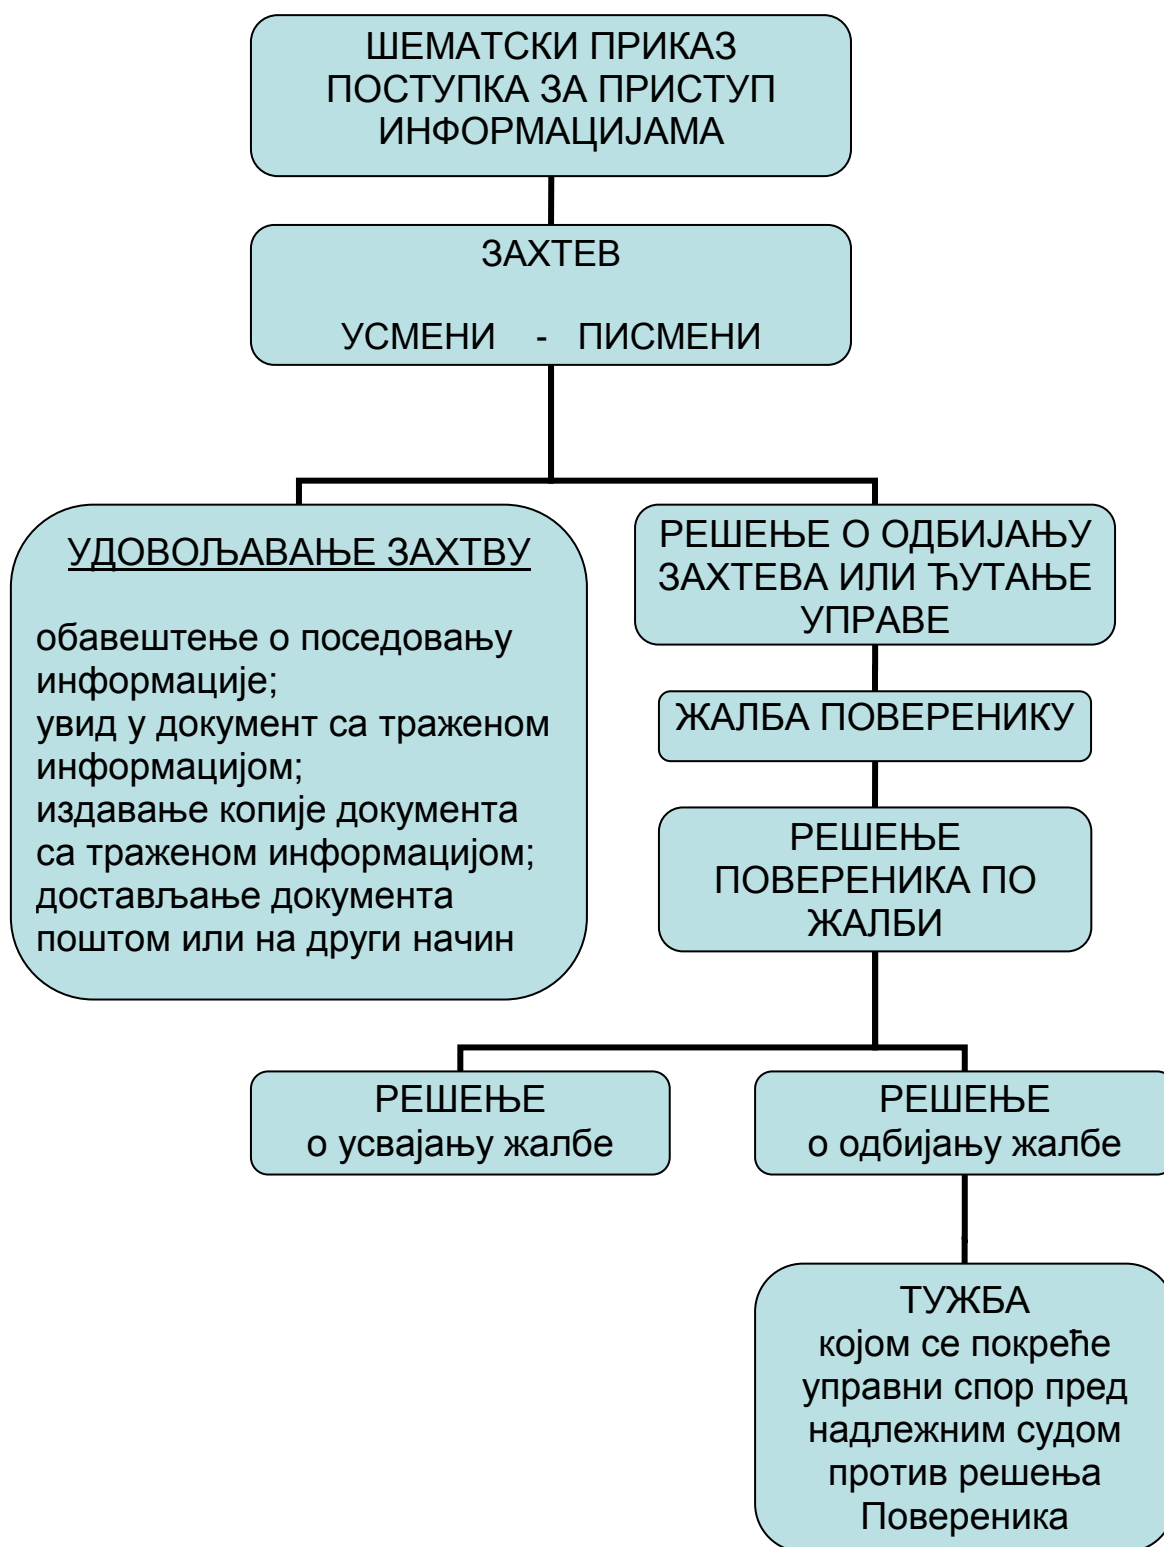 ШЕМАТСКИ ПРИКАЗ
ПОСТУПКА ЗА ПРИСТУП
ИНФОРМАЦИЈАМА
ЗАХТЕВ
УСМЕНИ - ПИСМЕНИ
УДОВОЉАВАЊЕ ЗАХТВУ
обавештење о поседовању
информације;
увид у документ са траженом
информацијом;
издавање копије документа
са траженом информацијом;
достављање документа
поштом или на други начин
РЕШЕЊЕ О ОДБИЈАЊУ
ЗАХТЕВА ИЛИ ЋУТАЊЕ
УПРАВЕ
ЖАЛБА ПОВЕРЕНИКУ
РЕШЕЊЕ
ПОВЕРЕНИКА ПО
ЖАЛБИ
РЕШЕЊЕ
о усвајању жалбе
РЕШЕЊЕ
о одбијању жалбе
ТУЖБА
којом се покреће
управни спор пред
надлежним судом
против решења
Повереника